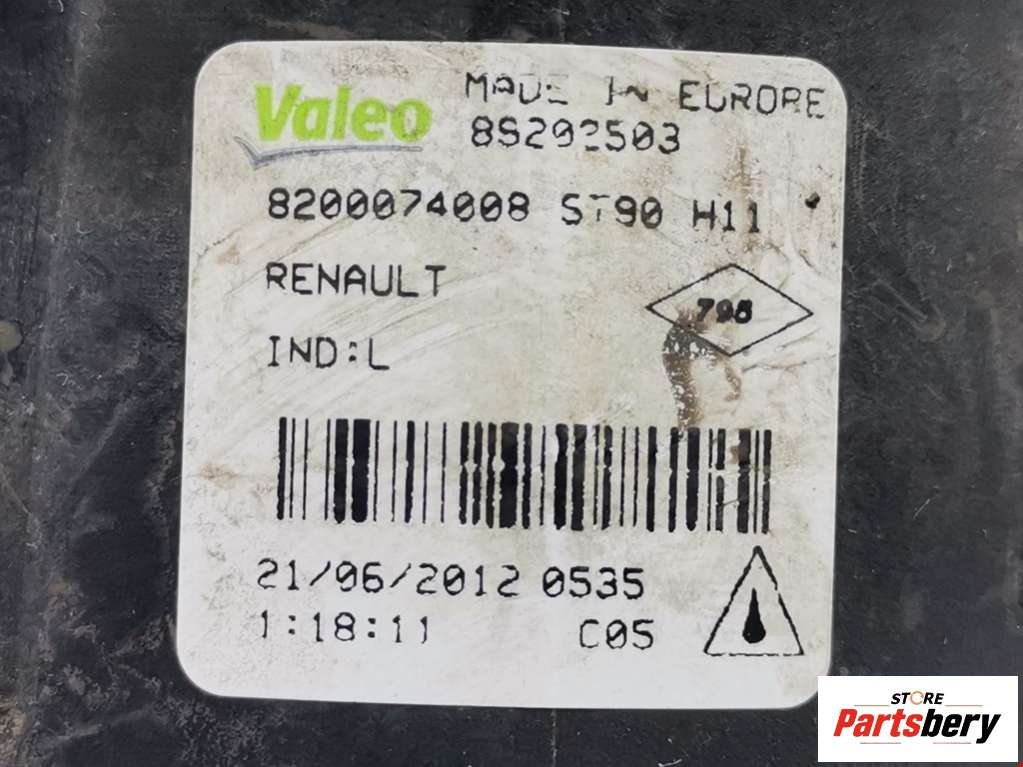 Valeo
MADE IN EUROPE
89202503
8200074008 ST90 H11
RENAULT
798
IND:L
21/06/2012 0535
1:18:11
C05
STORE
Partsbery